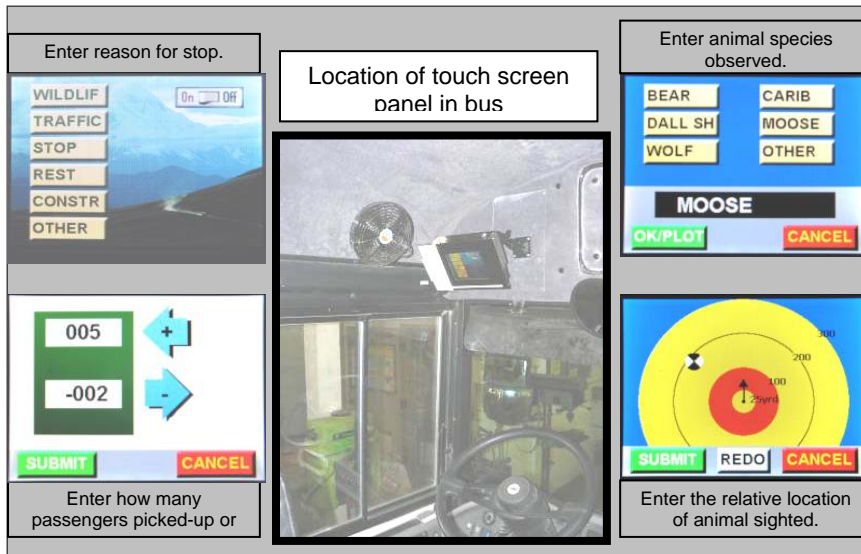 Enter reason for stop.
WILDLIF
On Off
TRAFFIC
STOP
REST
CONSTR
OTHER
Location of touch screen
panel in bus
Enter animal species
observed.
BEAR CARIB
DALL SH MOOSE
WOLF OTHER
MOOSE
OK/PLOT CANCEL
005
+
-002
-
SUBMIT CANCEL
Enter how many
passengers picked-up or
300
200
100
25yrd
SUBMIT REDO CANCEL
Enter the relative location
of animal sighted.